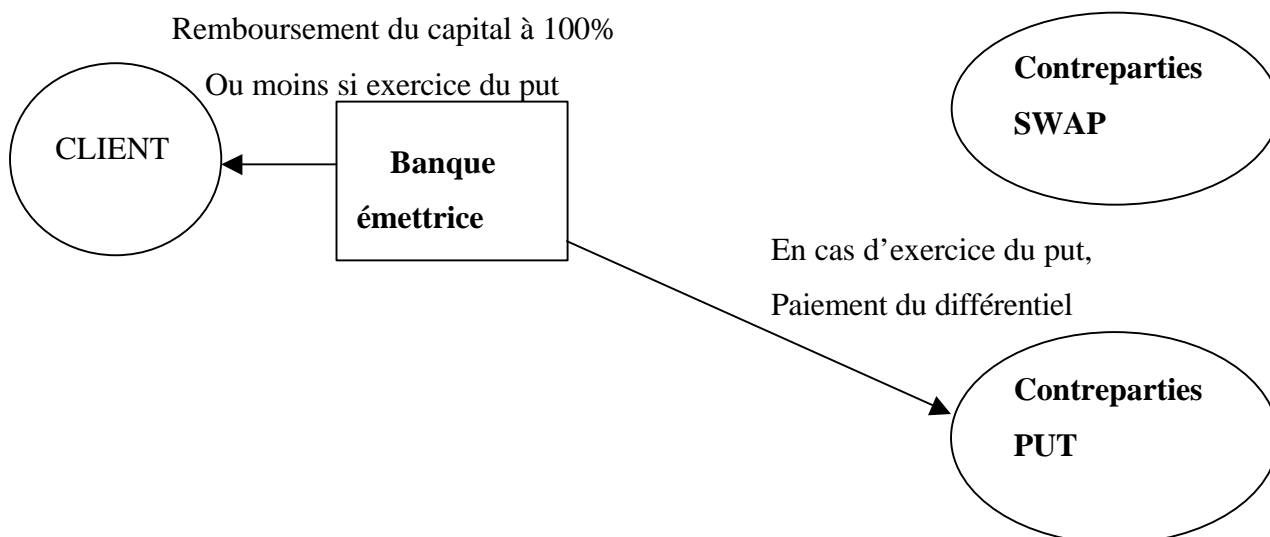 Remboursement du capital à 100%
Ou moins si exercice du put
CLIENT
Banque
émettrice
Contreparties
SWAP
En cas d’exercice du put,
Paiement du différentiel
Contreparties
PUT